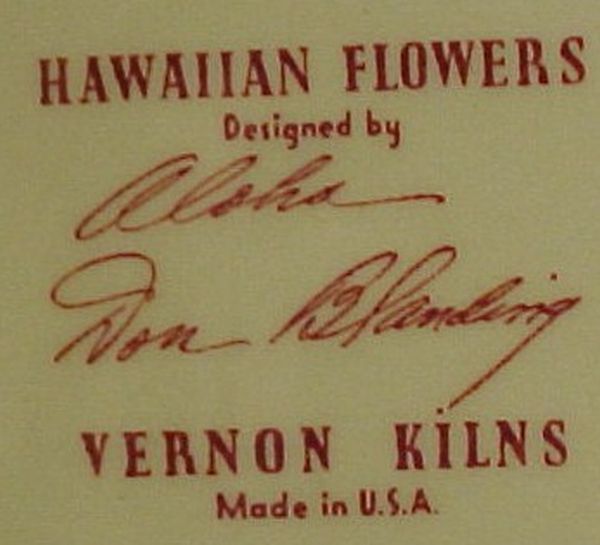 HAWAIIAN FLOWERS
Designed by
Aloha
Don Blanding
VERNON KILNS
Made in U.S.A.